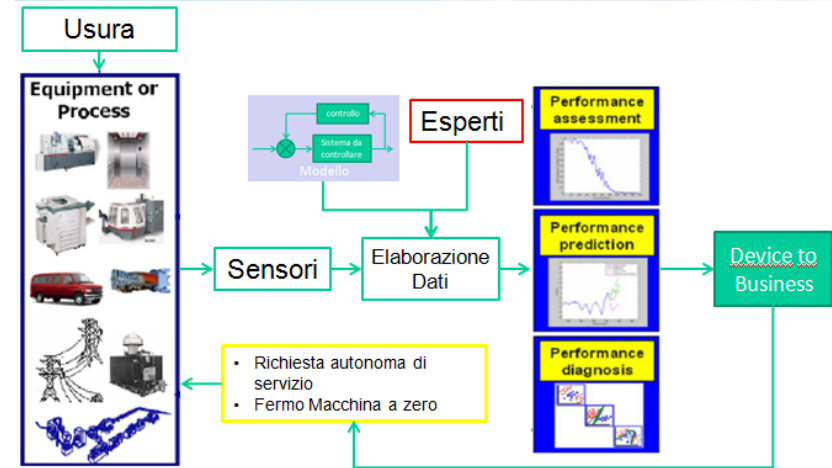 Usura
Equipment or
Process
controllo
Sistema da
controllare
Modello
Esperti
Sensori
Elaborazione
Dati
Performance
assessment
Performance
prediction
Performance
diagnosis
Device to
Business
• Richiesta autonoma di
servizio
• Fermo Macchina a zero